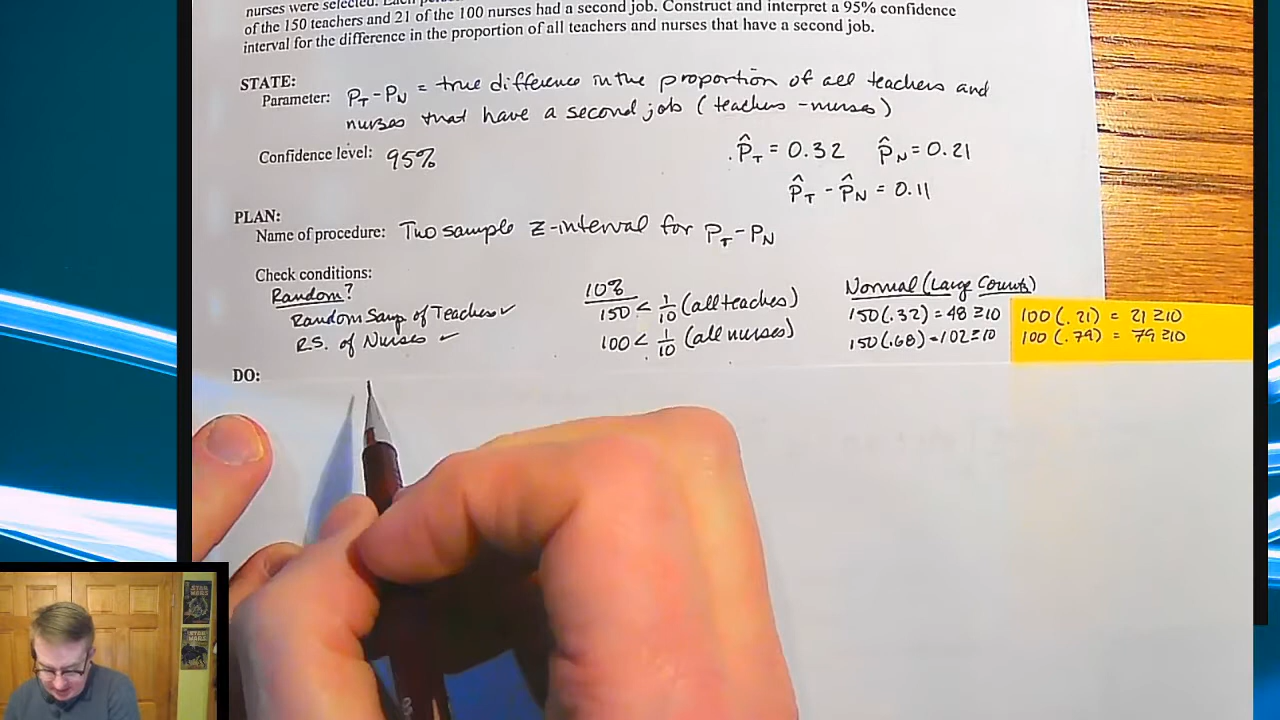 nurses were selected. Each
of the 150 teachers and 21 of the 100 nurses had a second job. Construct and interpret a 95% confidence
interval for the difference in the proportion of all teachers and nurses that have a second job.
STATE:
Parameter: P_T - P_N = true difference in the proportion of all teachers and
nurses that have a second job (teachers - nurses)
Confidence level: 95%
p̂_T = 0.32 p̂_N = 0.21
p̂_T - p̂_N = 0.11
PLAN:
Name of procedure: Two sample Z-interval for P_T - P_N
Check conditions:
Random?
Random Samp of Teachers ✓
R.S. of Nurses ✓
10%
150 < 1/10 (all teaches)
100 < 1/10 (all nurses)
Normal (Large Counts)
150(.32) = 48 ≥ 10
150(.68) = 102 ≥ 10
100(.21) = 21 ≥ 10
100(.79) = 79 ≥ 10
DO:
STAR
WARS
STAR
WARS